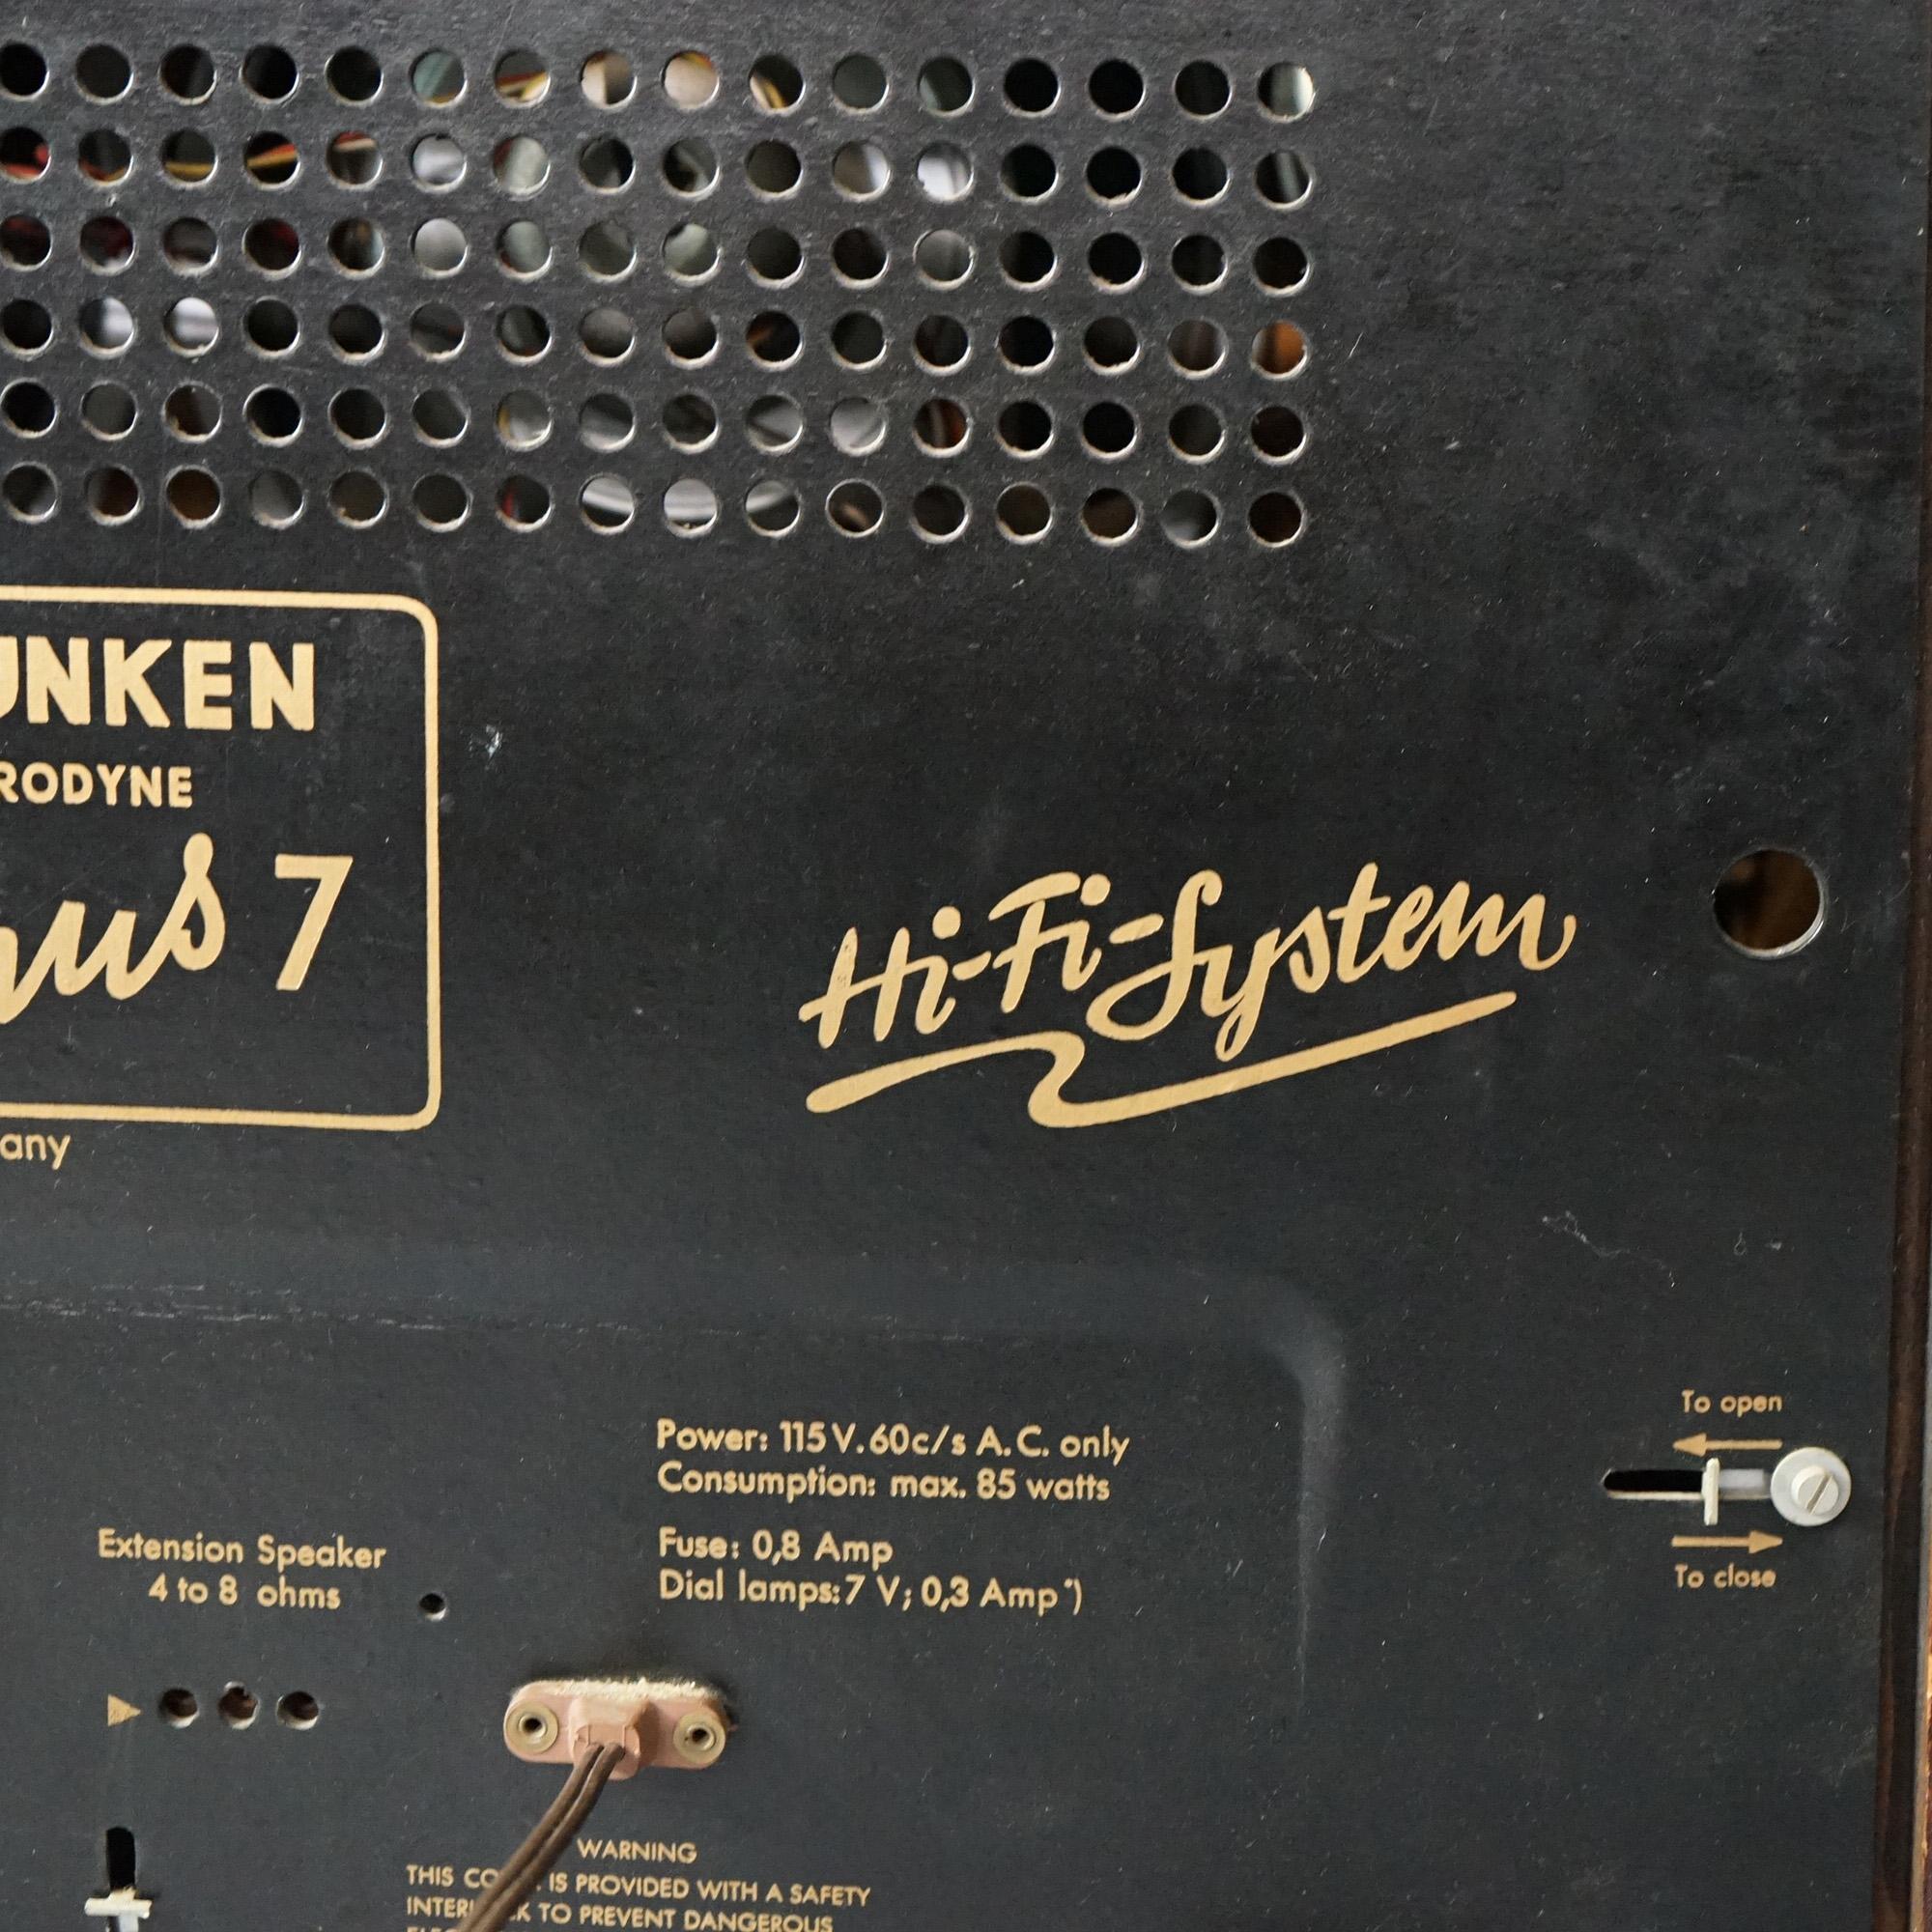 UNKEN
RODYNE
nus 7
any
Hi-Fi-System
To open
To close
Power: 115 V. 60 c/s A.C. only
Consumption: max. 85 watts
Fuse: 0,8 Amp
Dial lamps: 7 V; 0,3 Amp*)
Extension Speaker
4 to 8 ohms
WARNING
THIS IS PROVIDED WITH A SAFETY
TO PREVENT DANGEROUS